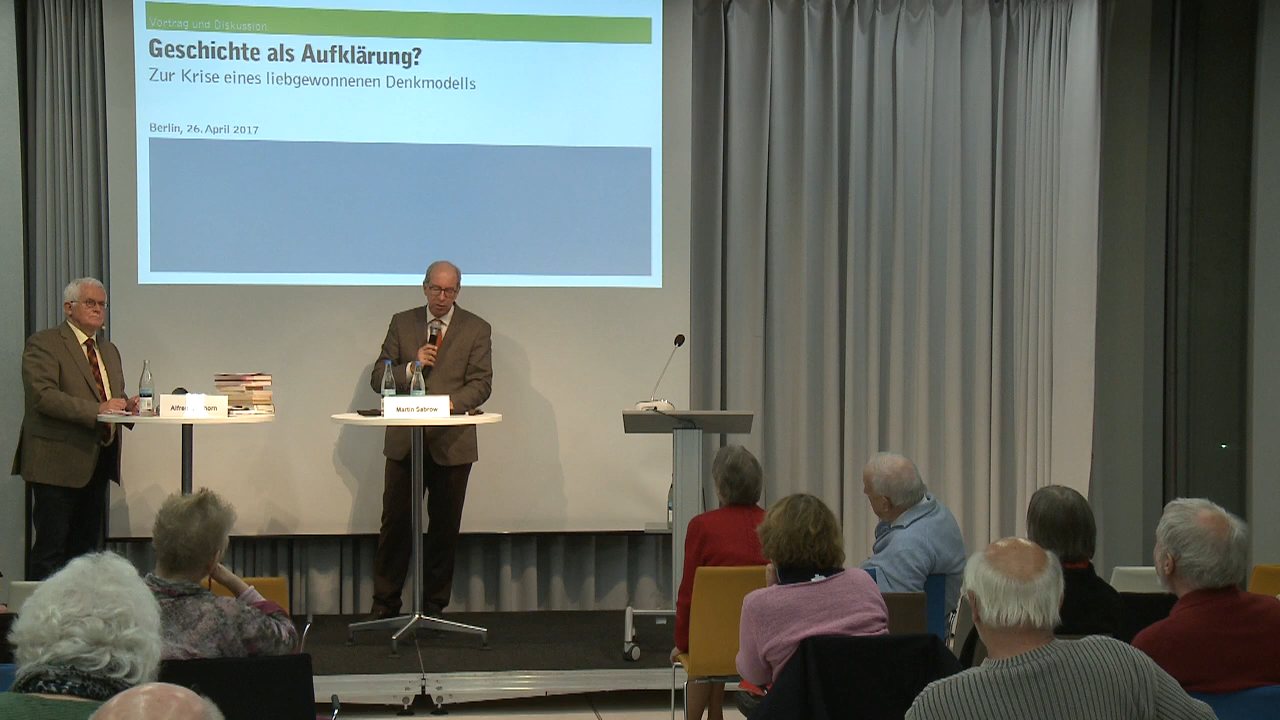 Vortrag und Diskussion
Geschichte als Aufklärung?
Zur Krise eines liebgewonnenen Denkmodells
Berlin, 26. April 2017
Martin Sabrow